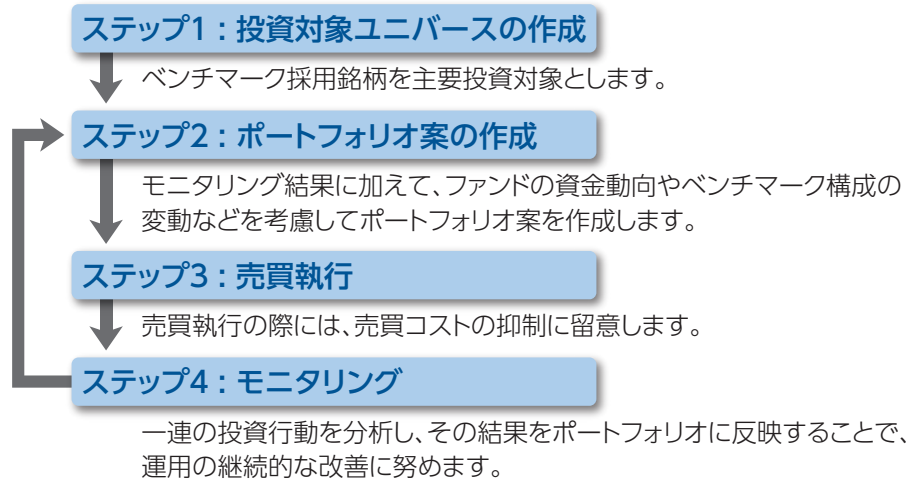 ステップ1：投資対象ユニバースの作成
ベンチマーク採用銘柄を主要投資対象とします。
ステップ2：ポートフォリオ案の作成
モニタリング結果に加えて、ファンドの資金動向やベンチマーク構成の
変動などを考慮してポートフォリオ案を作成します。
ステップ3：売買執行
売買執行の際には、売買コストの抑制に留意します。
ステップ4：モニタリング
一連の投資行動を分析し、その結果をポートフォリオに反映することで、
運用の継続的な改善に努めます。